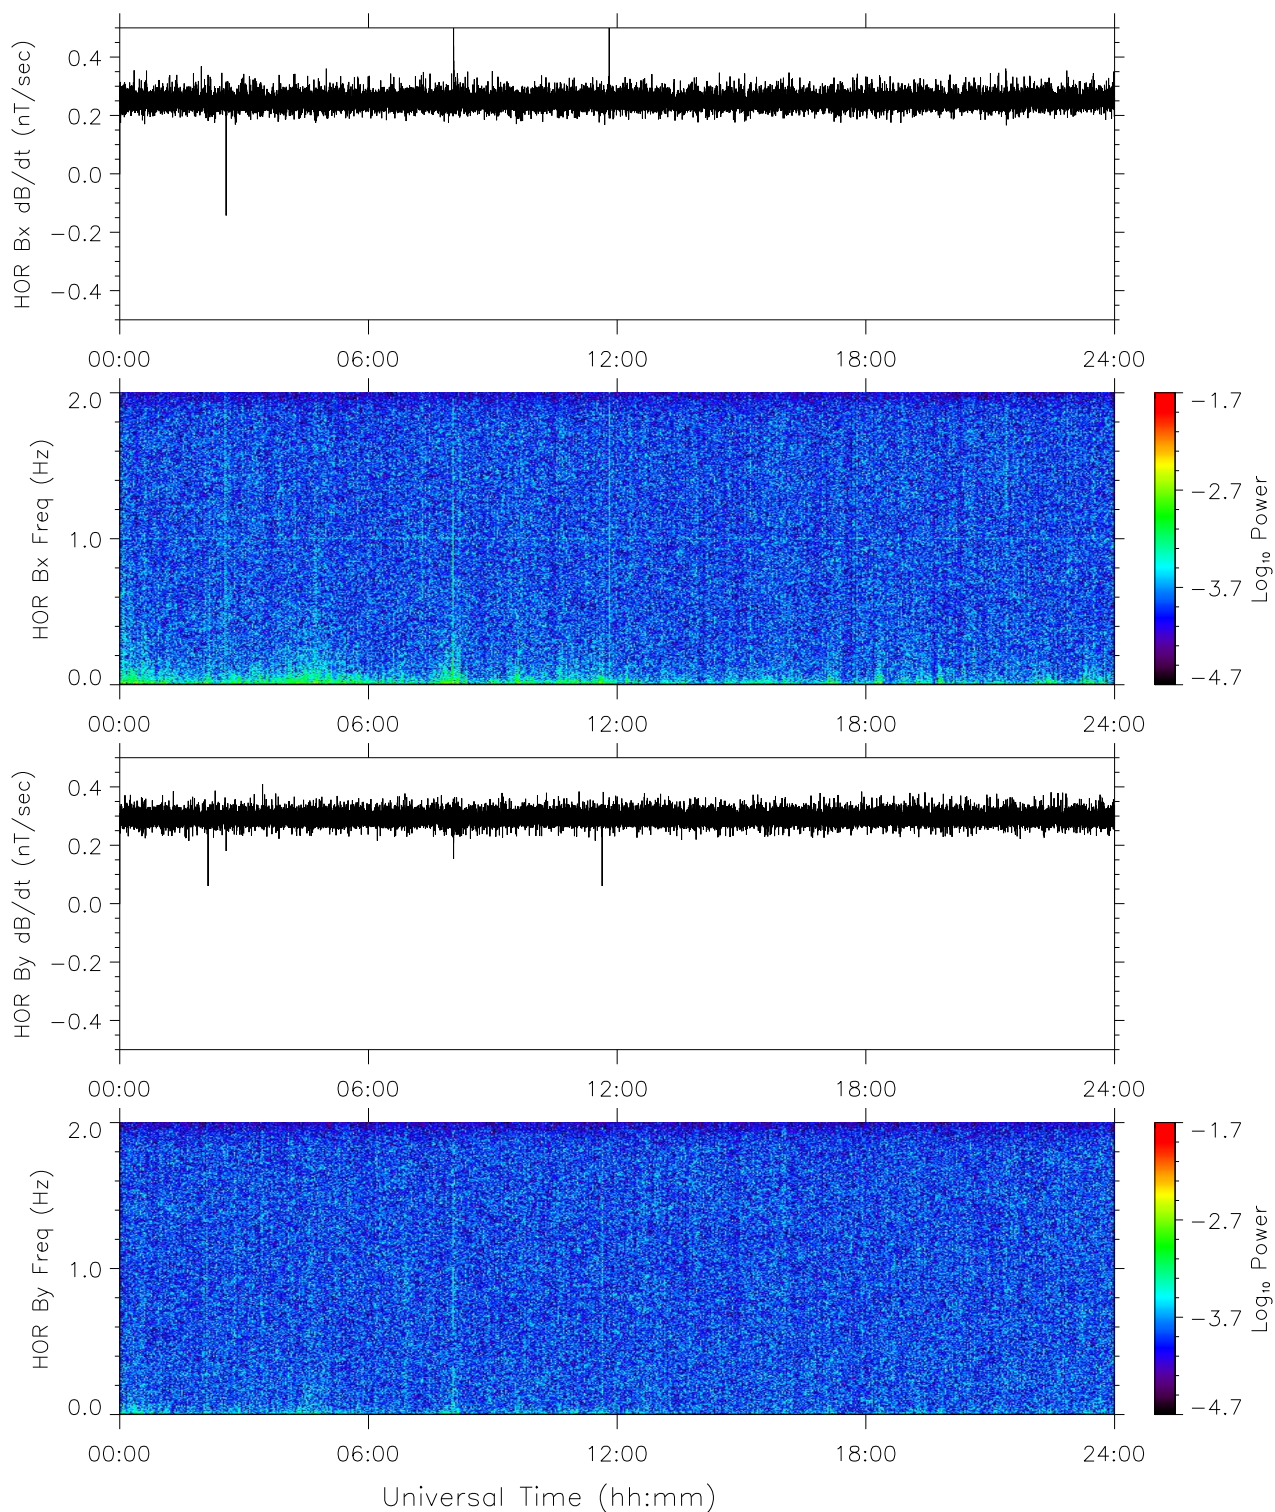 HOR Bx dB/dt (nT/sec)
0.4
0.2
0.0
−0.2
−0.4
00:00 06:00 12:00 18:00 24:00
HOR Bx Freq (Hz)
2.0
1.0
0.0
−1.7
−2.7
−3.7
−4.7
Log₁₀ Power
00:00 06:00 12:00 18:00 24:00
HOR By dB/dt (nT/sec)
0.4
0.2
0.0
−0.2
−0.4
00:00 06:00 12:00 18:00 24:00
HOR By Freq (Hz)
2.0
1.0
0.0
−1.7
−2.7
−3.7
−4.7
Log₁₀ Power
00:00 06:00 12:00 18:00 24:00
Universal Time (hh:mm)